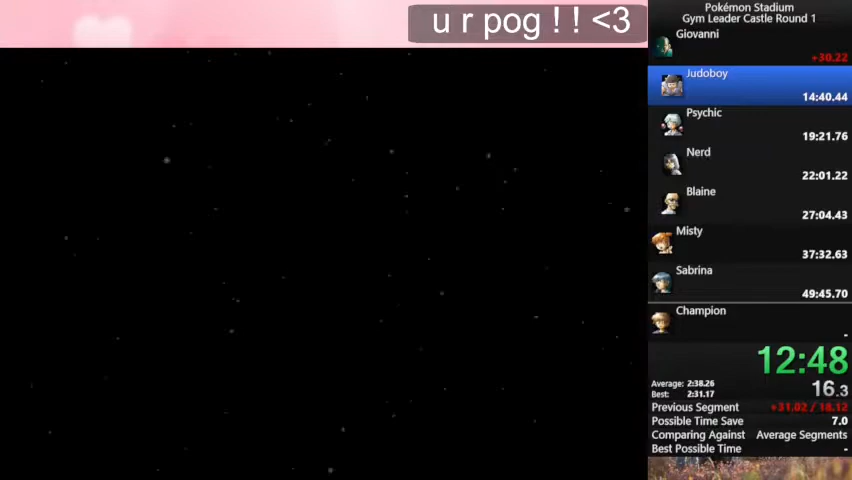 u r pog ! ! <3
Pokémon Stadium
Gym Leader Castle Round 1
Giovanni
+30.22
Judoboy
14:40.44
Psychic
19:21.76
Nerd
22:01.22
Blaine
27:04.43
Misty
37:32.63
Sabrina
49:45.70
Champion
-
12:48
Average: 2:38.26
Best: 2:31.17
16.3
Previous Segment +31.02 / 18.12
Possible Time Save 7.0
Comparing Against Average Segments
Best Possible Time -